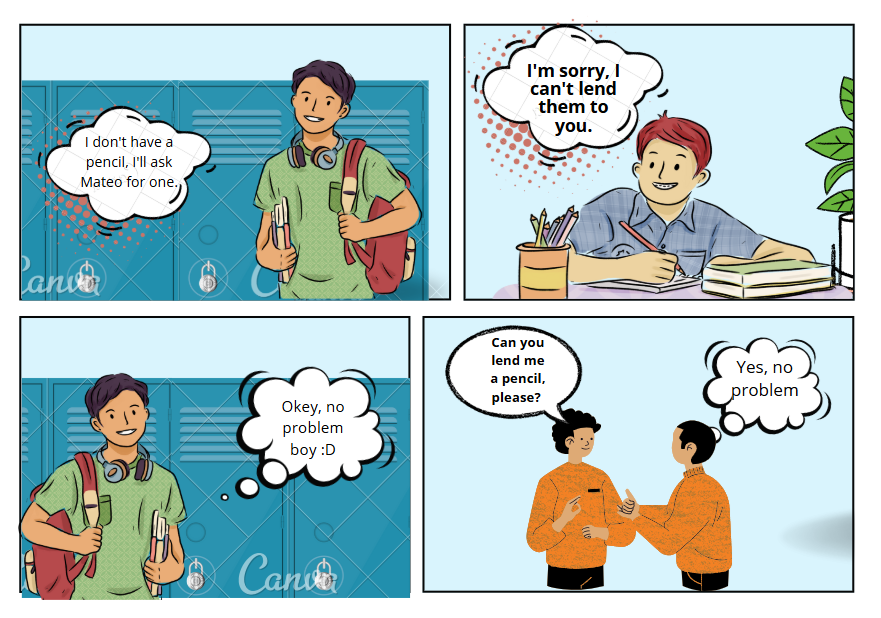 I don't have a
pencil, I'll ask
Mateo for one.
I'm sorry, I
can't lend
them to
you.
Canva
C
Okey, no
problem
boy :D
Canva
Can you
lend me
a pencil,
please?
Yes, no
problem